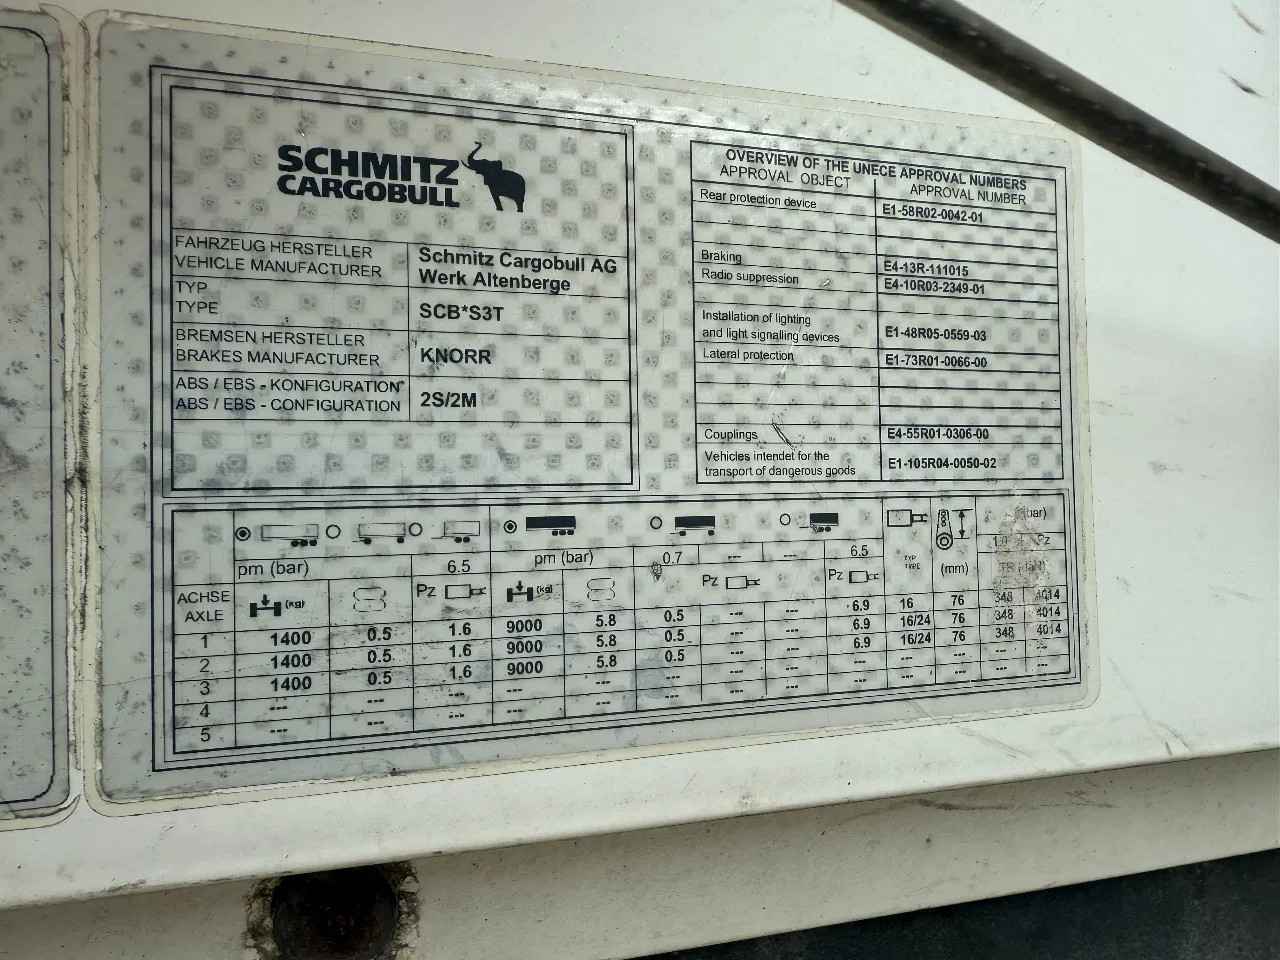 SCHMITZ
CARGOBULL
FAHRZEUG HERSTELLER
VEHICLE MANUFACTURER
Schmitz Cargobull AG
Werk Altenberge
TYP
TYPE
SCB*S3T
BREMSEN HERSTELLER
BRAKES MANUFACTURER
KNORR
ABS / EBS - KONFIGURATION
ABS / EBS - CONFIGURATION
2S/2M
OVERVIEW OF THE UNECE APPROVAL NUMBERS
APPROVAL OBJECT APPROVAL NUMBER
Rear protection device E1-58R02-0042-01
Braking E4-13R-111015
Radio suppression E4-10R03-2349-01
Installation of lighting
and light signalling devices E1-48R05-0559-03
Lateral protection E1-73R01-0066-00
Couplings E4-55R01-0306-00
Vehicles intendet for the
transport of dangerous goods E1-105R04-0050-02
pm (bar) 6.5 pm (bar) 0.7 --- --- 6.5 TYP TYPE (mm)
ACHSE
AXLE
(kg) Pz (kg) Pz Pz
1 1400 0.5 1.6 9000 5.8 0.5 --- --- 6.9 16 76 348 4014
2 1400 0.5 1.6 9000 5.8 0.5 --- --- 6.9 16/24 76 348 4014
3 1400 0.5 1.6 9000 5.8 0.5 --- --- 6.9 16/24 76 348 4014
4 --- --- --- --- --- --- --- --- --- --- --- --- ---
5 --- --- --- --- --- --- --- --- --- --- --- --- ---